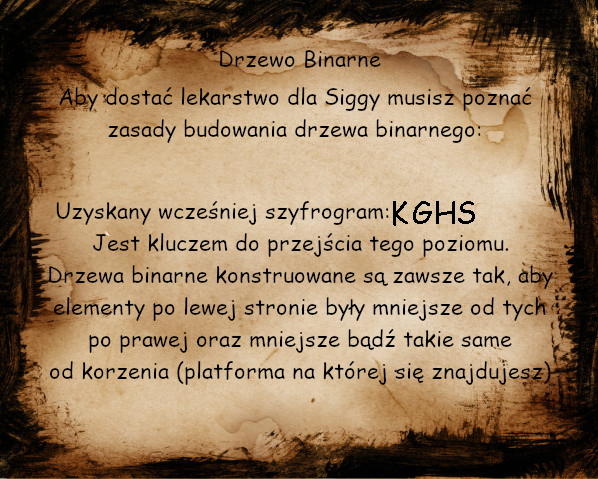 Drzewo Binarne
Aby dostać lekarstwo dla Siggy musisz poznać
zasady budowania drzewa binarnego:
Uzyskany wcześniej szyfrogram:KGHS
Jest kluczem do przejścia tego poziomu.
Drzewa binarne konstruowane są zawsze tak, aby
elementy po lewej stronie były mniejsze od tych
po prawej oraz mniejsze bądź takie same
od korzenia (platforma na której się znajdujesz)